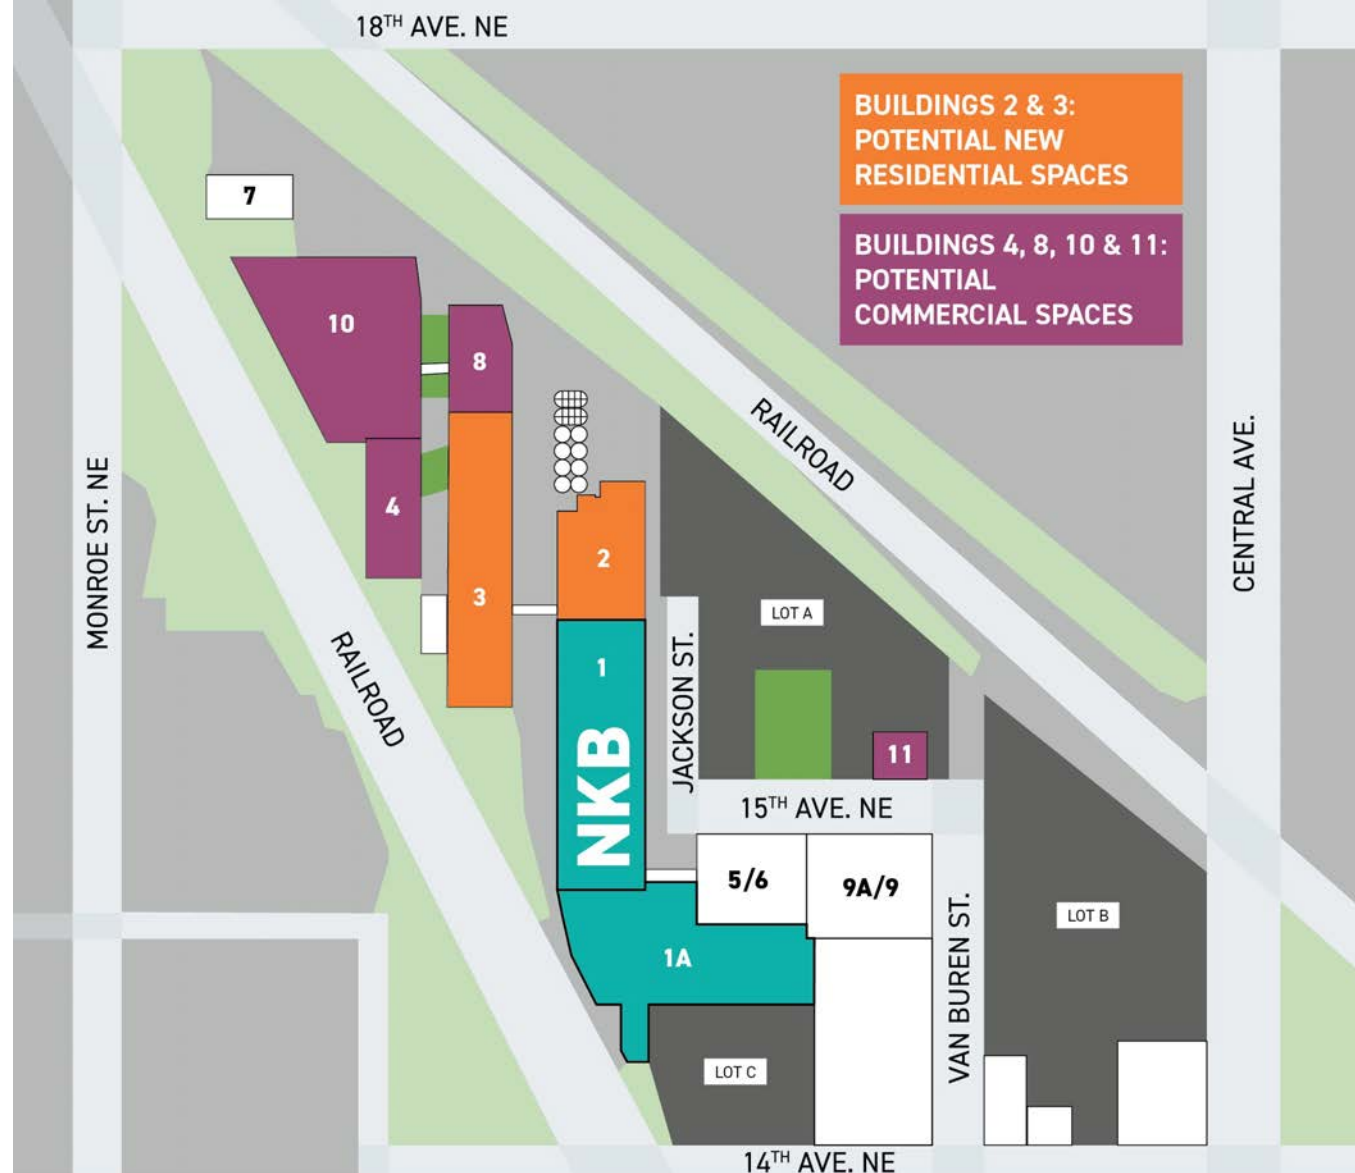 18TH AVE. NE
BUILDINGS 2 & 3:
POTENTIAL NEW
RESIDENTIAL SPACES
BUILDINGS 4, 8, 10 & 11:
POTENTIAL
COMMERCIAL SPACES
7
10
8
4
3
2
1
NKB
1A
5/6
9A/9
11
LOT A
LOT B
LOT C
RAILROAD
RAILROAD
MONROE ST. NE
JACKSON ST.
15TH AVE. NE
VAN BUREN ST.
CENTRAL AVE.
14TH AVE. NE